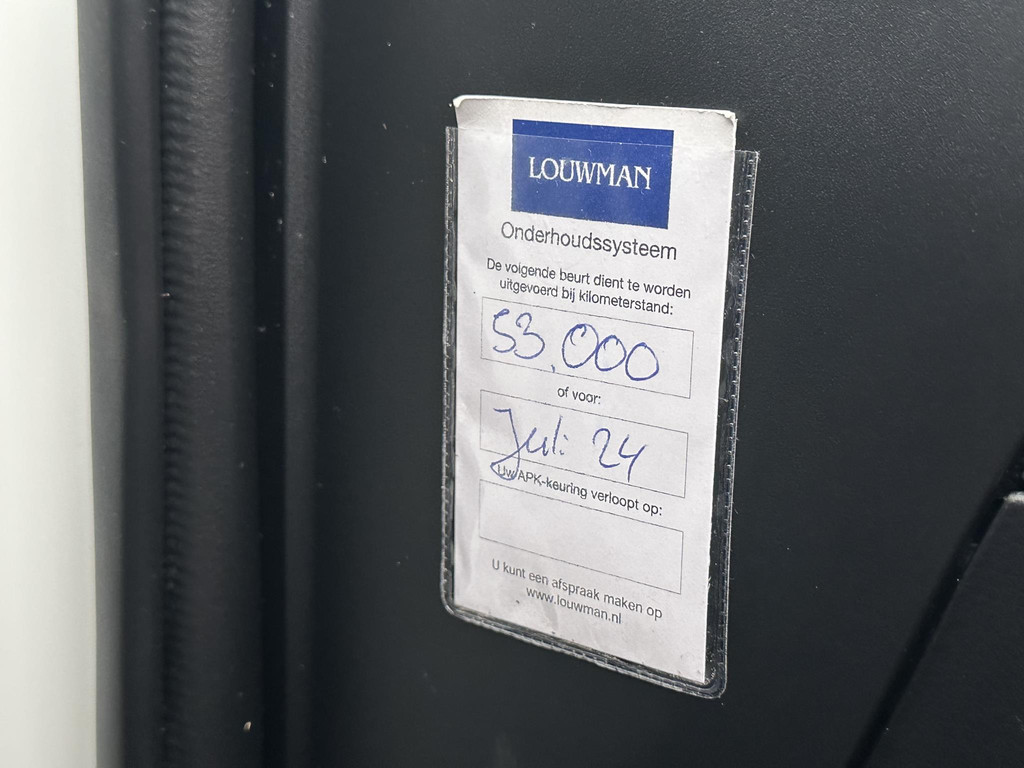 LOUWMAN
Onderhoudssysteem
De volgende beurt dient te worden
uitgevoerd bij kilometerstand:
53.000
of voor:
Juli 24
Uw APK-keuring verloopt op:
U kunt een afspraak maken op
www.louwman.nl